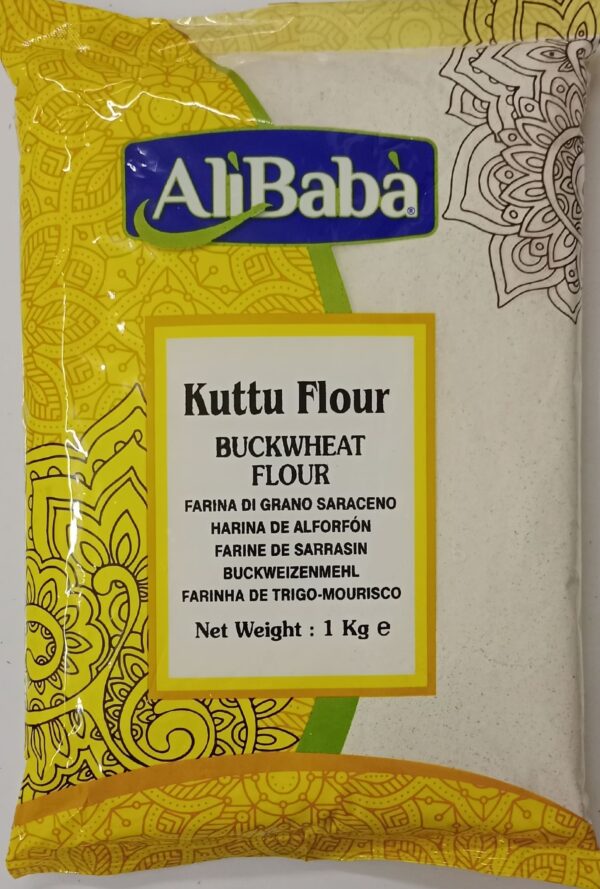 AlìBabà®
Kuttu Flour
BUCKWHEAT
FLOUR
FARINA DI GRANO SARACENO
HARINA DE ALFORFÓN
FARINE DE SARRASIN
BUCKWEIZENMEHL
FARINHA DE TRIGO-MOURISCO
Net Weight : 1 Kg e